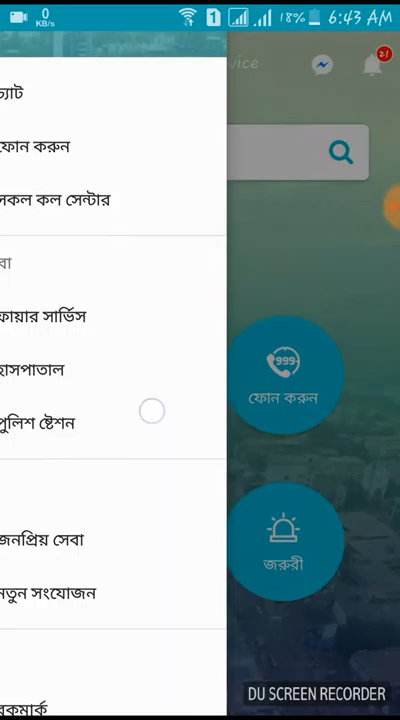 0
KB/s
1
18%
6:43 AM
vice
21
চ্যাট
ফোন করুন
সকল কল সেন্টার
বা
ফায়ার সার্ভিস
হাসপাতাল
পুলিশ ষ্টেশন
999
ফোন করুন
জনপ্রিয় সেবা
নতুন সংযোজন
জরুরী
বুকমার্ক
DU SCREEN RECORDER